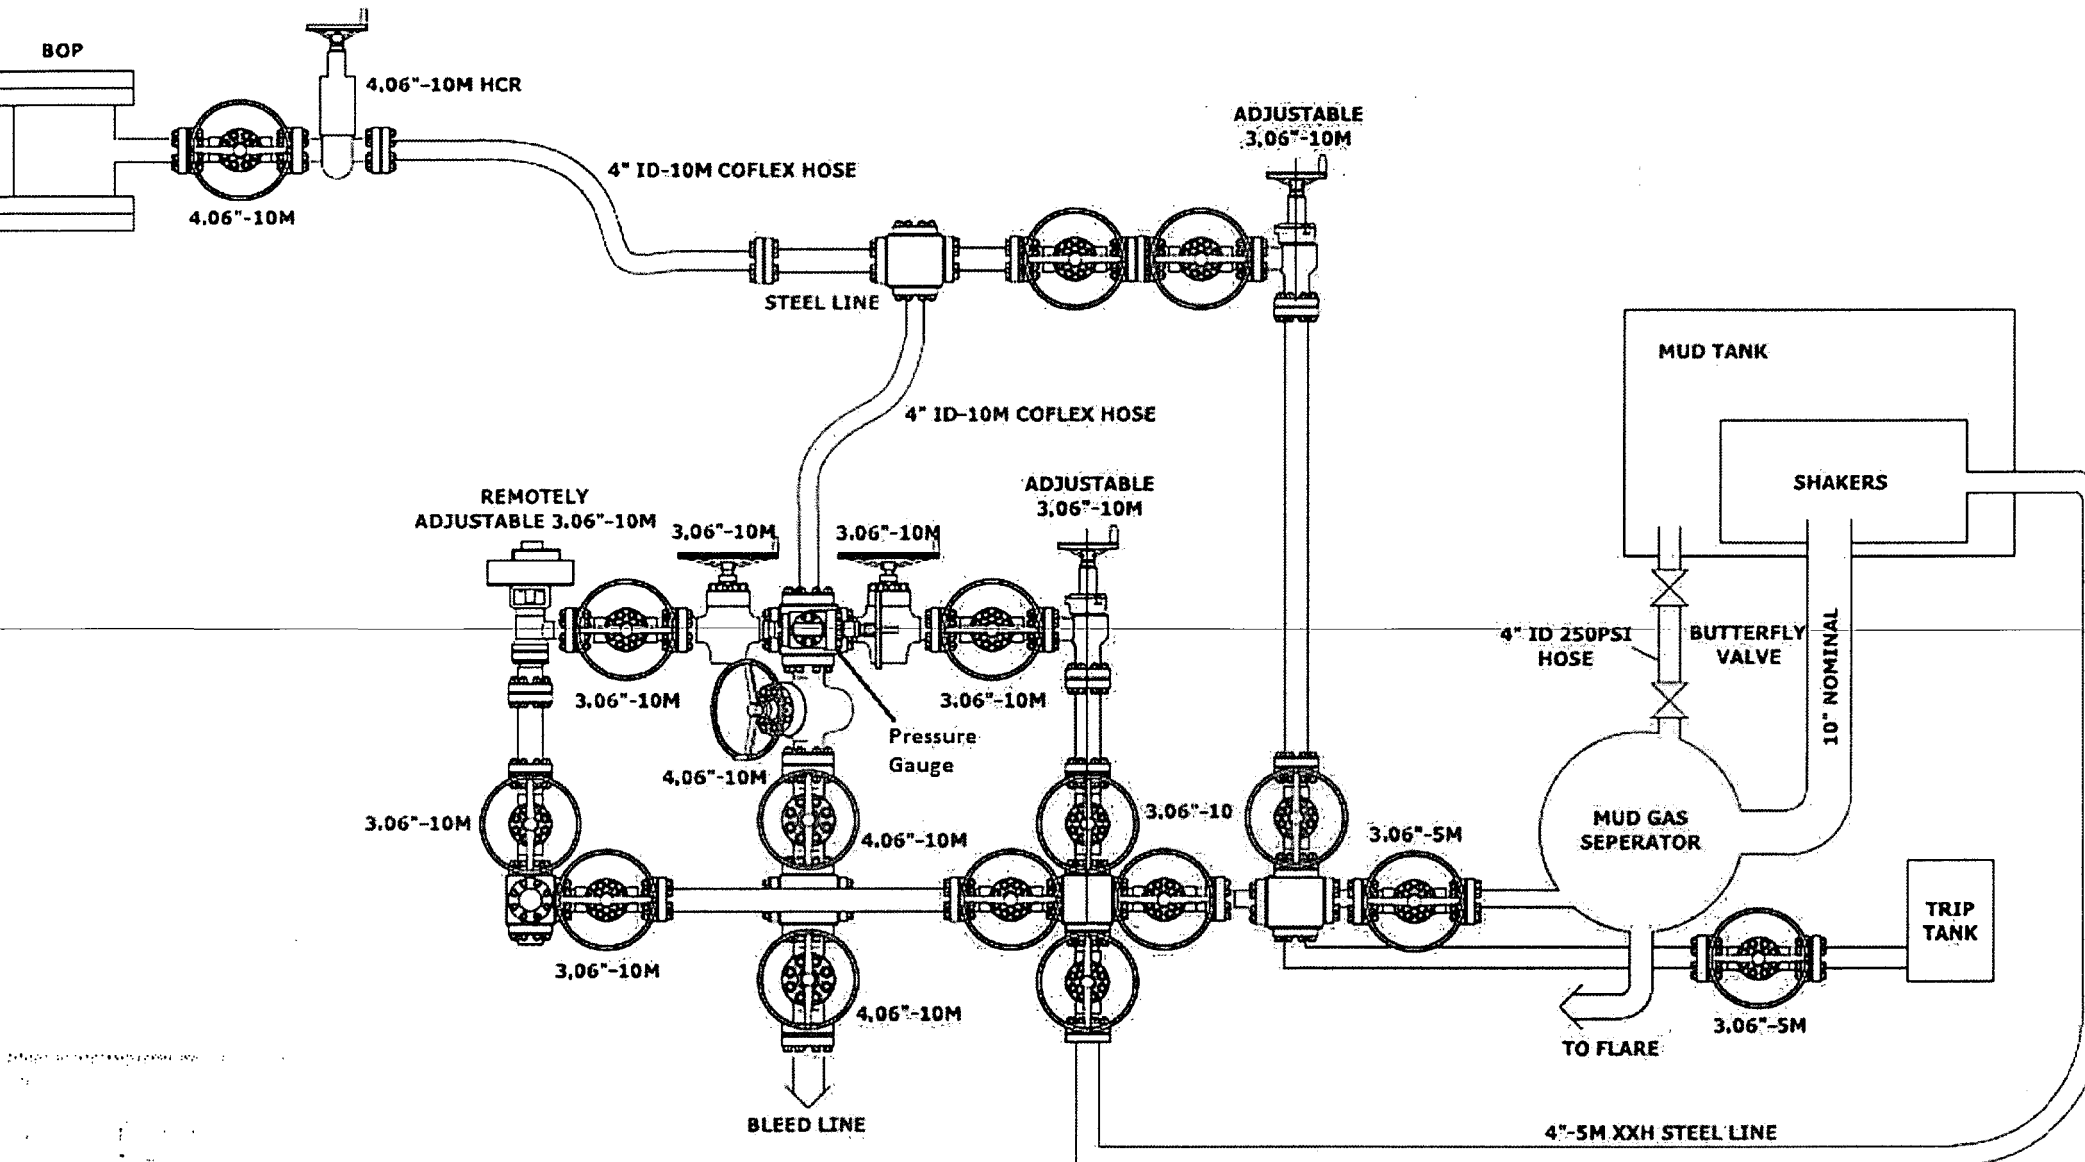 BOP
4.06"-10M HCR
4.06"-10M
4" ID-10M COFLEX HOSE
ADJUSTABLE
3.06"-10M
STEEL LINE
4" ID-10M COFLEX HOSE
MUD TANK
SHAKERS
REMOTELY
ADJUSTABLE 3.06"-10M
3.06"-10M
3.06"-10M
ADJUSTABLE
3.06"-10M
4" ID 250PSI
HOSE
BUTTERFLY
VALVE
10" NOMINAL
3.06"-10M
3.06"-10M
Pressure
Gauge
4.06"-10M
3.06"-10M
4.06"-10M
3.06"-10
3.06"-5M
MUD GAS
SEPERATOR
TRIP
TANK
3.06"-10M
4.06"-10M
3.06"-5M
TO FLARE
BLEED LINE
4"-5M XXH STEEL LINE